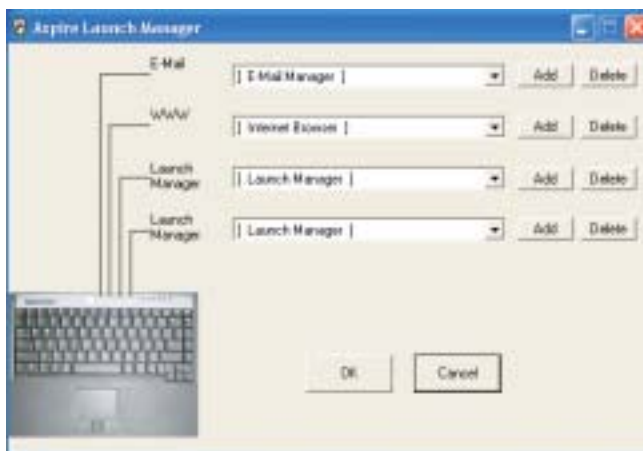 Aspire Launch Manager
E-Mail
[ E-Mail Manager ]
Add
Delete
WWW
[ Internet Browser ]
Add
Delete
Launch
Manager
[ Launch Manager ]
Add
Delete
Launch
Manager
[ Launch Manager ]
Add
Delete
OK
Cancel